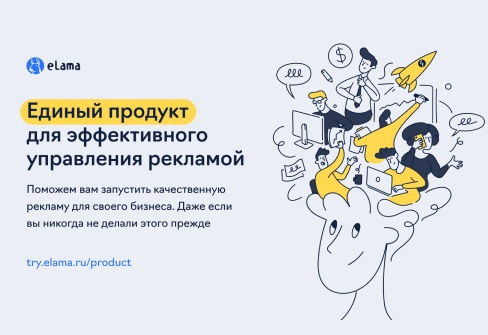 eLama
Единый продукт
для эффективного
управления рекламой
Поможем вам запустить качественную
рекламу для своего бизнеса. Даже если
вы никогда не делали этого прежде
try.elama.ru/product